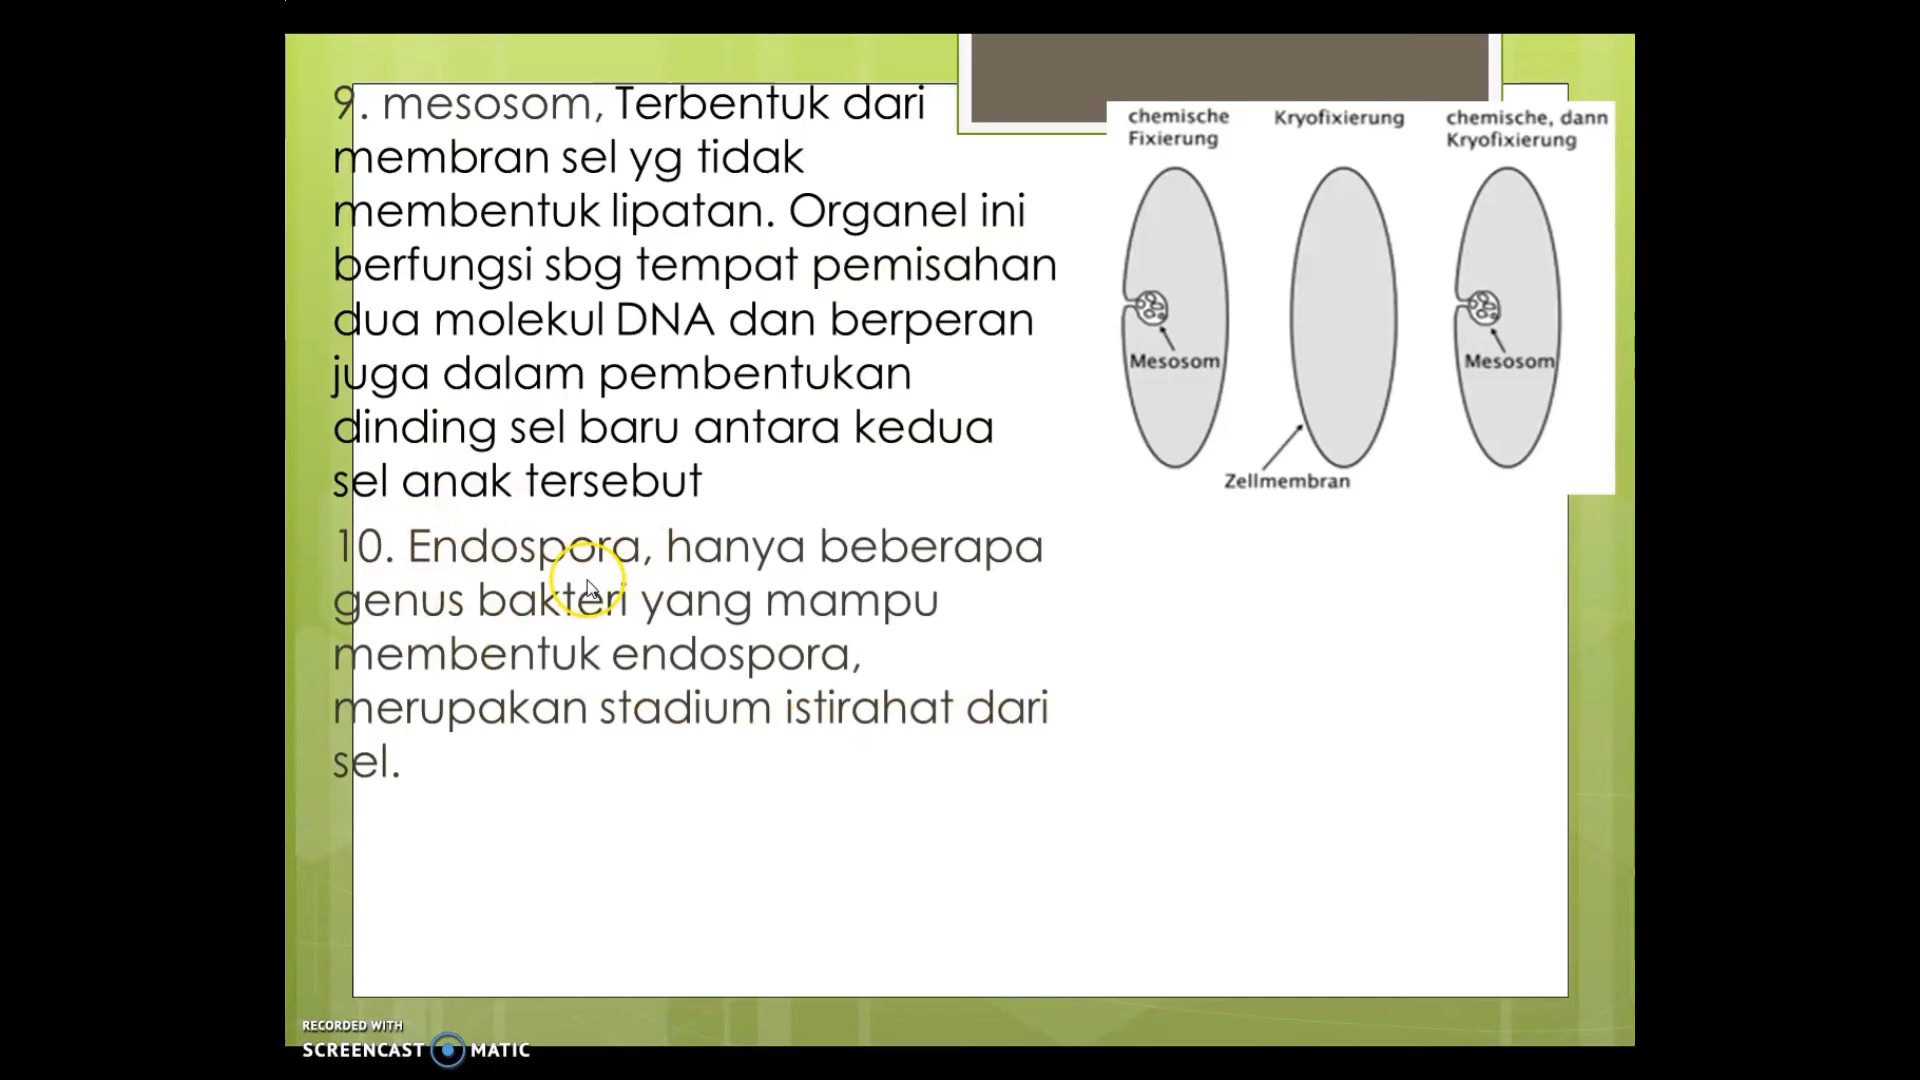 9. mesosom, Terbentuk dari
membran sel yg tidak
membentuk lipatan. Organel ini
berfungsi sbg tempat pemisahan
dua molekul DNA dan berperan
juga dalam pembentukan
dinding sel baru antara kedua
sel anak tersebut
10. Endospora, hanya beberapa
genus bakteri yang mampu
membentuk endospora,
merupakan stadium istirahat dari
sel.
chemische
Fixierung
Kryofixierung
chemische, dann
Kryofixierung
Mesosom
Mesosom
Zellmembran
RECORDED WITH
SCREENCAST MATIC